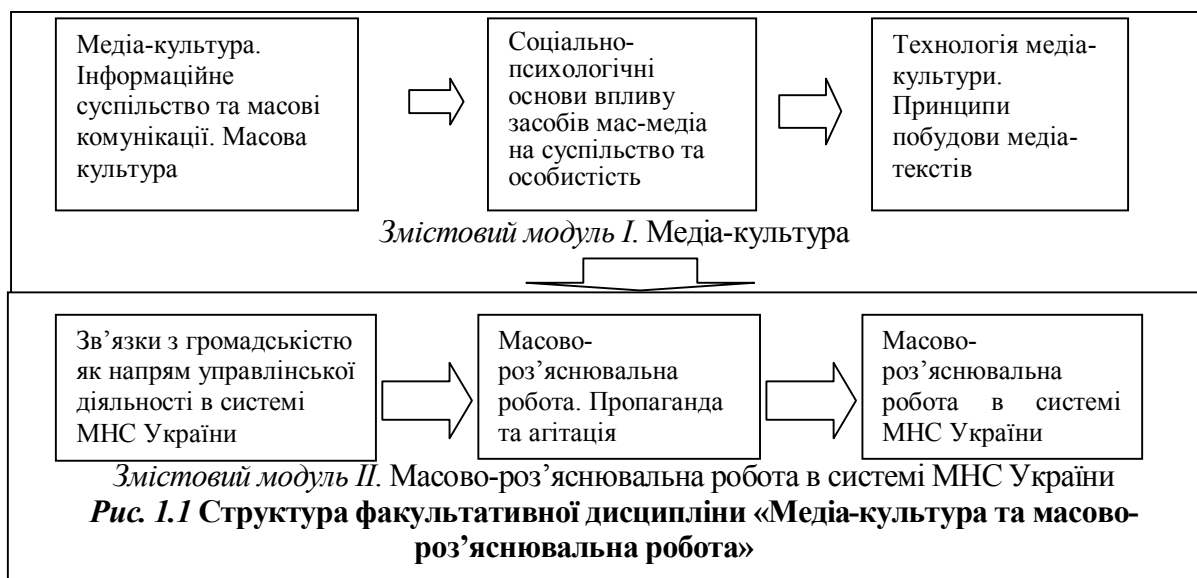 Медіа-культура.
Інформаційне
суспільство та масові
комунікації. Масова
культура
Соціально-
психологічні
основи впливу
засобів мас-медіа
на суспільство та
особистість
Технологія медіа-
культури.
Принципи
побудови медіа-
текстів
Змістовий модуль І. Медіа-культура
Зв’язки з громадськістю
як напрям управлінської
діяльності в системі
МНС України
Масово-
роз’яснювальна
робота. Пропаганда
та агітація
Масово-
роз’яснювальна
робота в системі
МНС України
Змістовий модуль ІІ. Масово-роз’яснювальна робота в системі МНС України
Рис. 1.1 Структура факультативної дисципліни «Медіа-культура та масово-
роз’яснювальна робота»